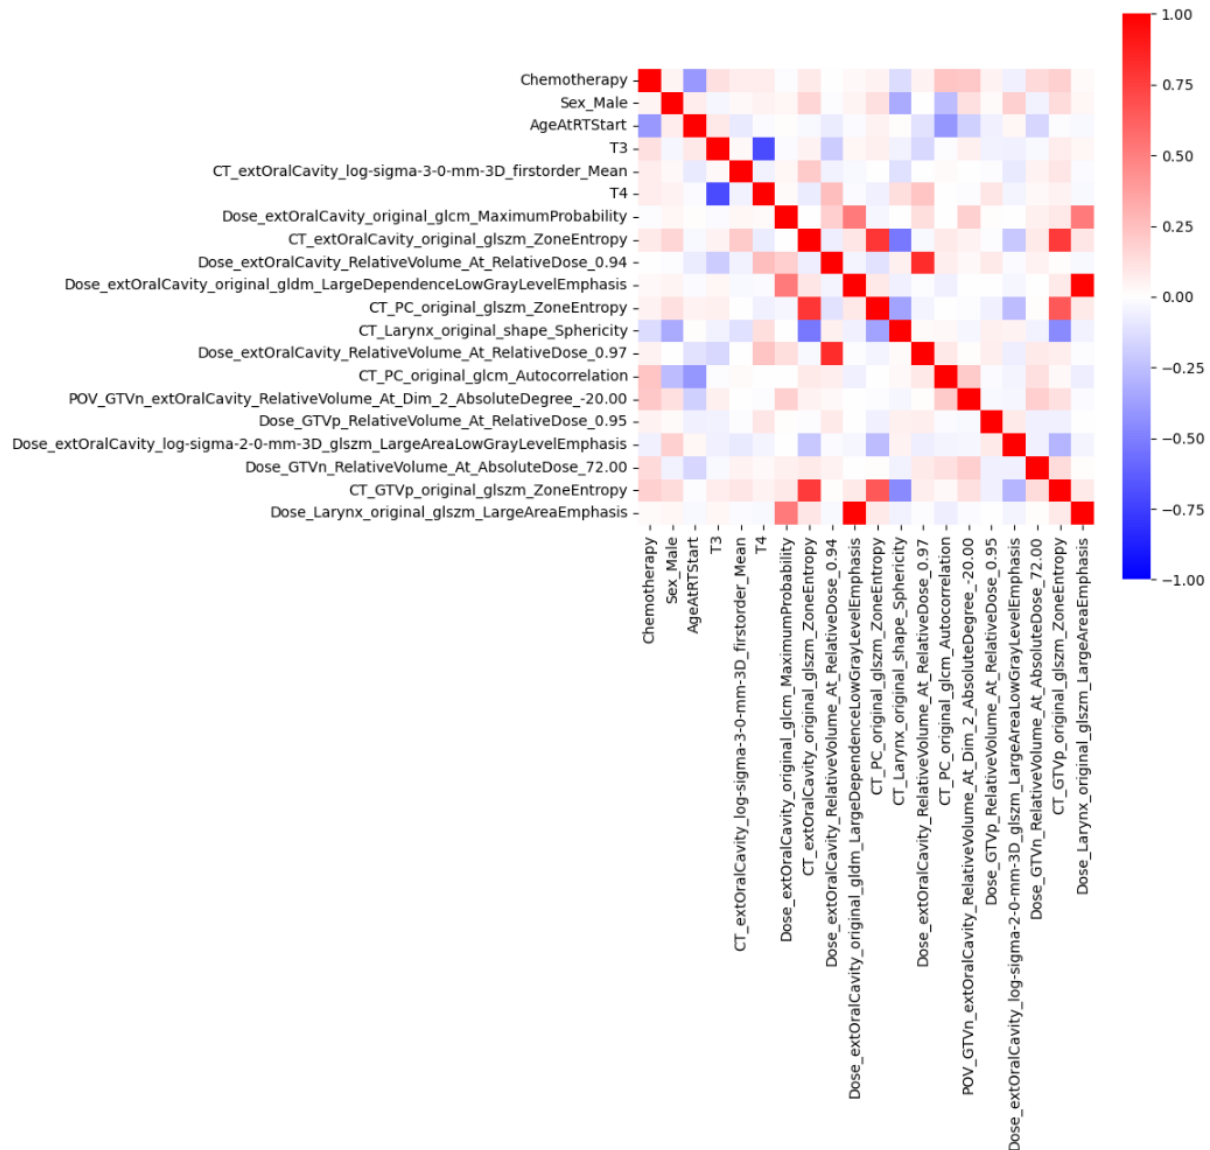 Chemotherapy
Sex_Male
AgeAtRTStart
T3
CT_extOralCavity_log-sigma-3-0-mm-3D_firstorder_Mean
T4
Dose_extOralCavity_original_glcm_MaximumProbability
CT_extOralCavity_original_glszm_ZoneEntropy
Dose_extOralCavity_RelativeVolume_At_RelativeDose_0.94
Dose_extOralCavity_original_gldm_LargeDependenceLowGrayLevelEmphasis
CT_PC_original_glszm_ZoneEntropy
CT_Larynx_original_shape_Sphericity
Dose_extOralCavity_RelativeVolume_At_RelativeDose_0.97
CT_PC_original_glcm_Autocorrelation
POV_GTVn_extOralCavity_RelativeVolume_At_Dim_2_AbsoluteDegree_-20.00
Dose_GTVp_RelativeVolume_At_RelativeDose_0.95
Dose_extOralCavity_log-sigma-2-0-mm-3D_glszm_LargeAreaLowGrayLevelEmphasis
Dose_GTVn_RelativeVolume_At_AbsoluteDose_72.00
CT_GTVp_original_glszm_ZoneEntropy
Dose_Larynx_original_glszm_LargeAreaEmphasis
Chemotherapy
Sex_Male
AgeAtRTStart
T3
CT_extOralCavity_log-sigma-3-0-mm-3D_firstorder_Mean
T4
Dose_extOralCavity_original_glcm_MaximumProbability
CT_extOralCavity_original_glszm_ZoneEntropy
Dose_extOralCavity_RelativeVolume_At_RelativeDose_0.94
Dose_extOralCavity_original_gldm_LargeDependenceLowGrayLevelEmphasis
CT_PC_original_glszm_ZoneEntropy
CT_Larynx_original_shape_Sphericity
Dose_extOralCavity_RelativeVolume_At_RelativeDose_0.97
CT_PC_original_glcm_Autocorrelation
POV_GTVn_extOralCavity_RelativeVolume_At_Dim_2_AbsoluteDegree_-20.00
Dose_GTVp_RelativeVolume_At_RelativeDose_0.95
Dose_extOralCavity_log-sigma-2-0-mm-3D_glszm_LargeAreaLowGrayLevelEmphasis
Dose_GTVn_RelativeVolume_At_AbsoluteDose_72.00
CT_GTVp_original_glszm_ZoneEntropy
Dose_Larynx_original_glszm_LargeAreaEmphasis
1.00
0.75
0.50
0.25
0.00
−0.25
−0.50
−0.75
−1.00